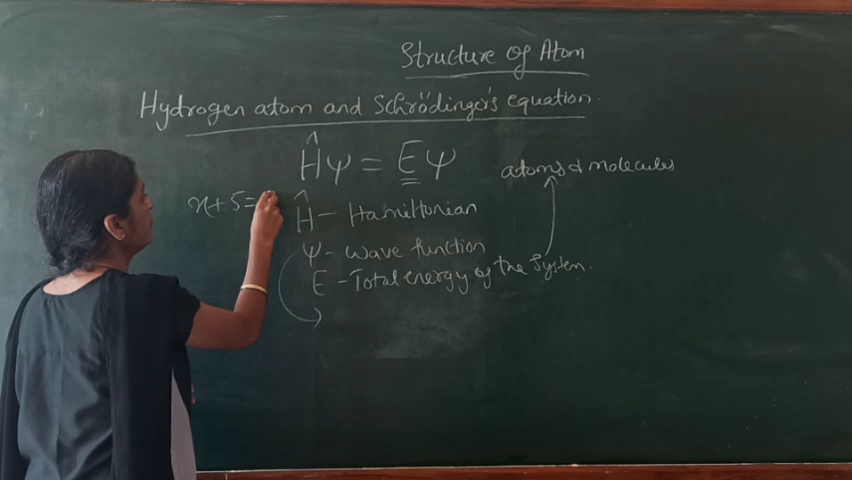 Structure of Atom
Hydrogen atom and Schrödinger's equation.
Ĥψ = Eψ
atoms & molecules
x + 5 =
Ĥ - Hamiltonian
ψ - wave function
E - Total energy of the System.